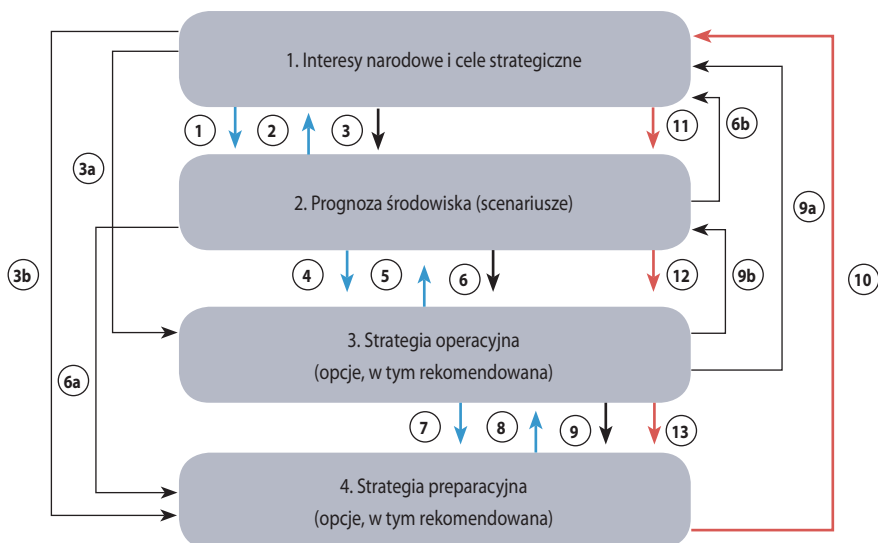 1. Interesy narodowe i cele strategiczne
1
2
3
11
6b
3a
2. Prognoza środowiska (scenariusze)
9a
3b
4
5
6
12
9b
10
3. Strategia operacyjna
(opcje, w tym rekomendowana)
6a
7
8
9
13
4. Strategia preparacyjna
(opcje, w tym rekomendowana)